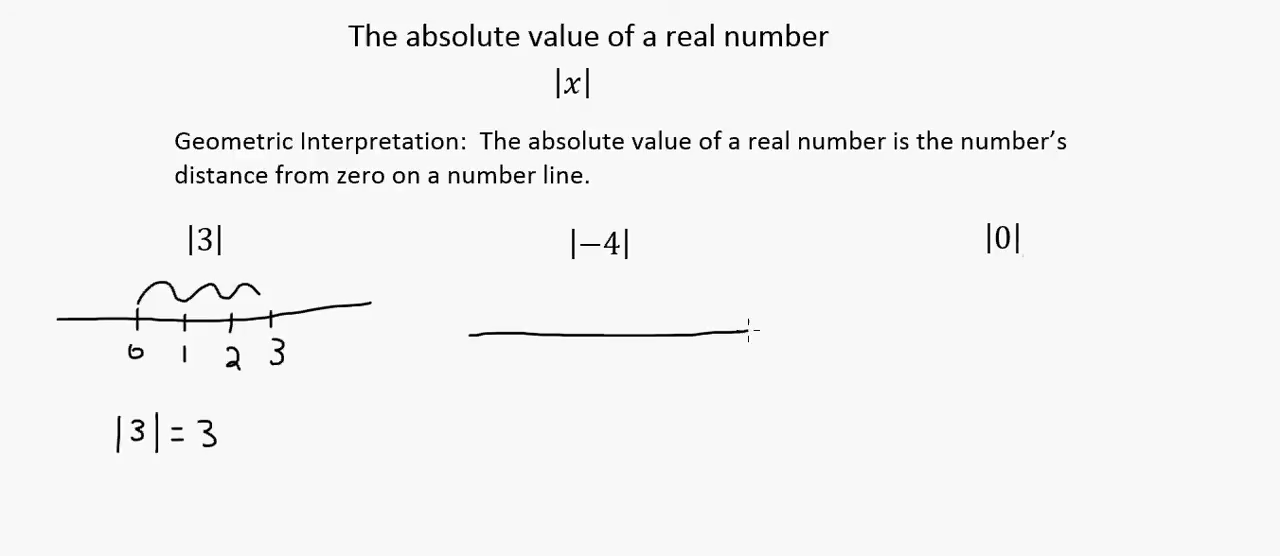 The absolute value of a real number
|x|
Geometric Interpretation:  The absolute value of a real number is the number's
distance from zero on a number line.
|3| |−4| |0|
0 1 2 3
|3| = 3